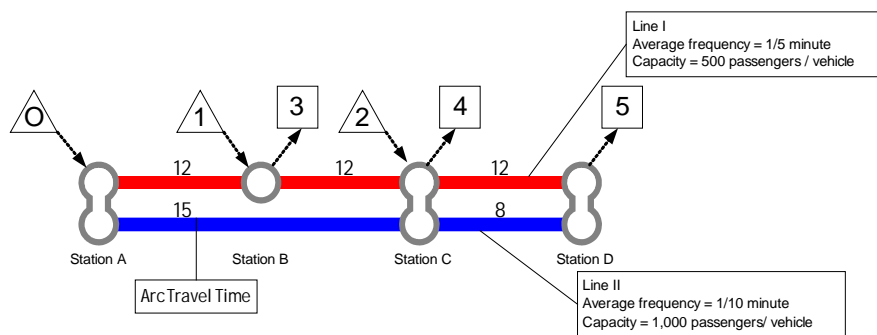 Line I
Average frequency = 1/5 minute
Capacity = 500 passengers / vehicle
O 1 3 2 4 5
12 12 12
15 8
Station A Station B Station C Station D
Arc Travel Time
Line II
Average frequency = 1/10 minute
Capacity = 1,000 passengers/ vehicle